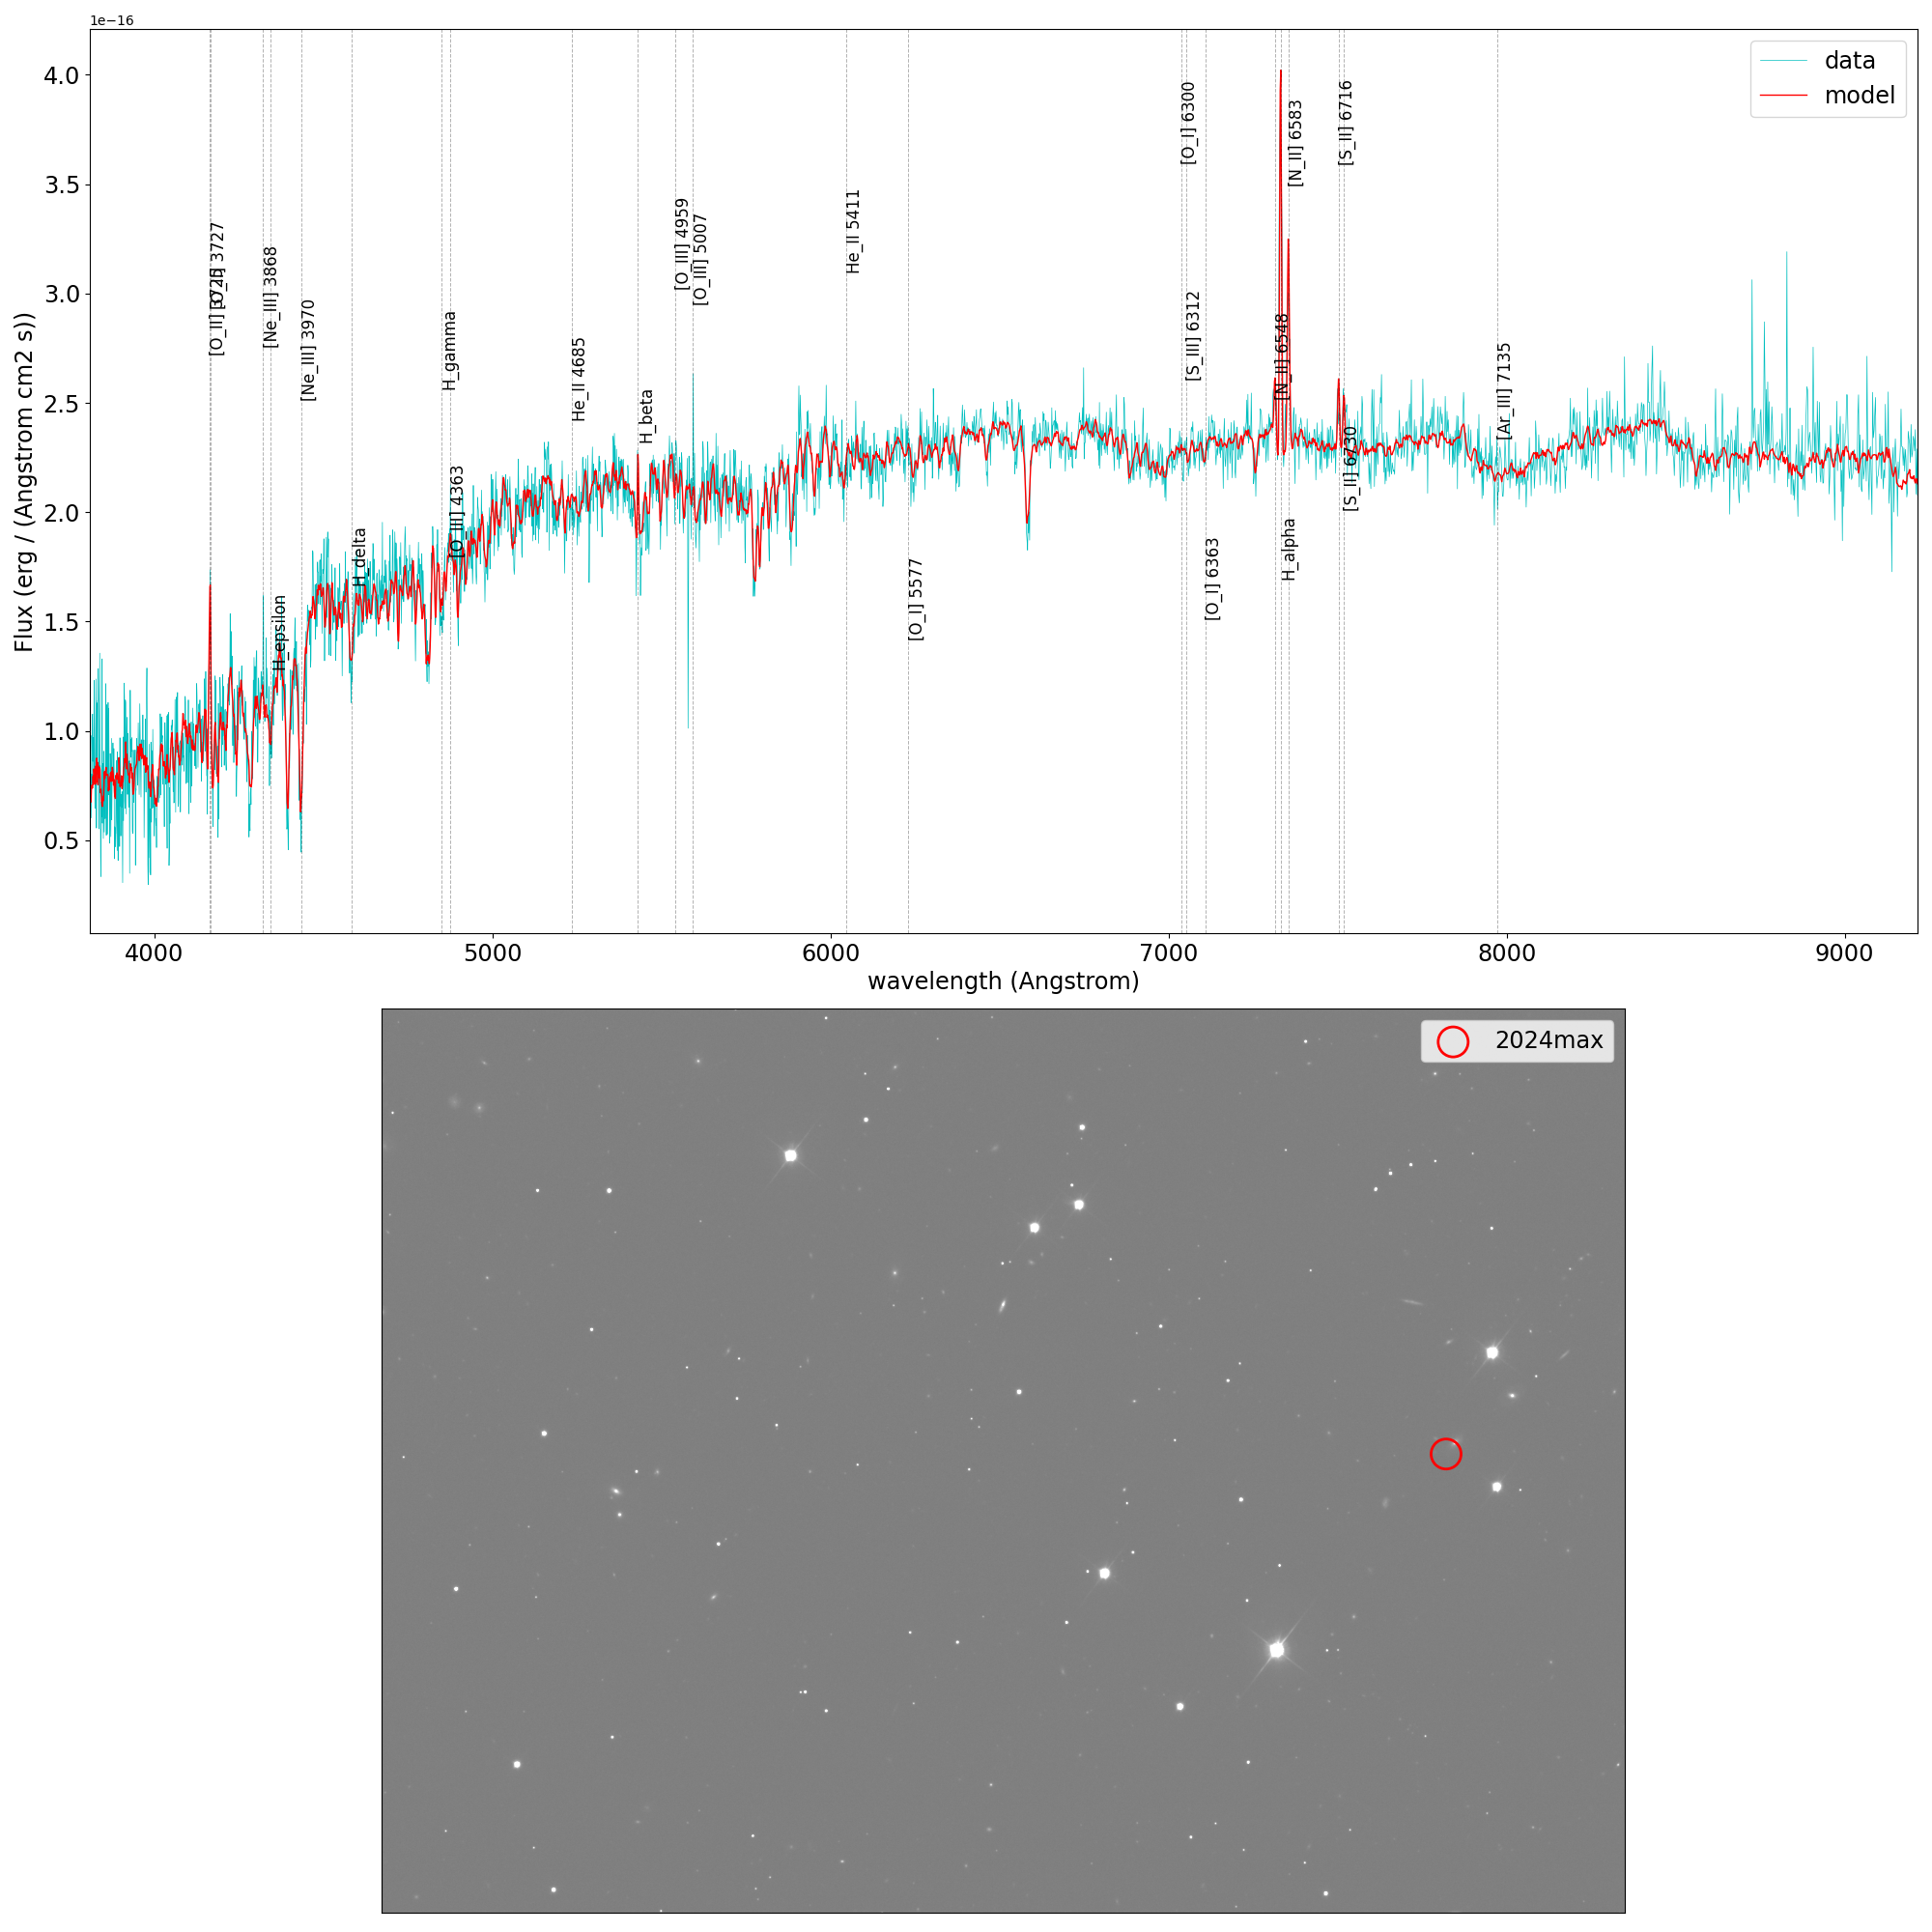 1e−16
data
model
4.0
3.5
3.0
2.5
2.0
1.5
1.0
0.5
Flux (erg / (Angstrom cm2 s))
[O_II] 3725
[O_II] 3727
[Ne_III] 3868
H_epsilon
[Ne_III] 3970
H_delta
H_gamma
[O_III] 4363
He_II 4685
H_beta
[O_III] 4959
[O_III] 5007
He_II 5411
[O_I] 5577
[O_I] 6300
[S_III] 6312
[O_I] 6363
[N_II] 6548
H_alpha
[N_II] 6583
[S_II] 6716
[S_II] 6730
[Ar_III] 7135
4000
5000
6000
7000
8000
9000
wavelength (Angstrom)
2024max